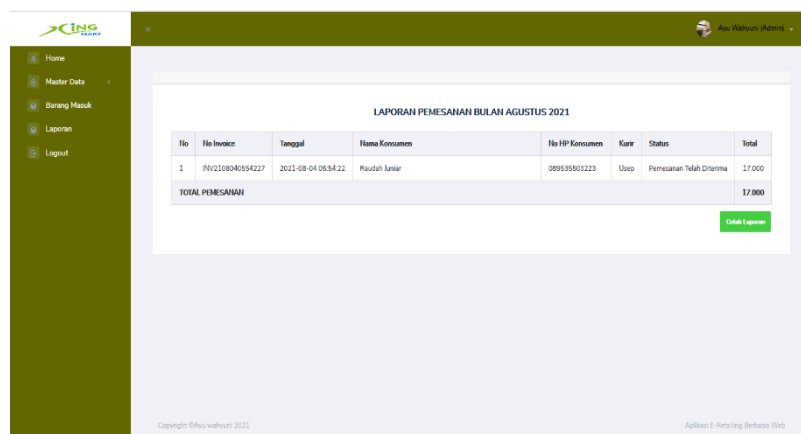 XING
MART
Ayu Wahyuni (Admin)
Home
Master Data
Barang Masuk
Laporan
Logout
LAPORAN PEMESANAN BULAN AGUSTUS 2021
No No Invoice Tanggal Nama Konsumen No HP Konsumen Kurir Status Total
1 INV2108040554227 2021-08-04 05:54:22 Raudah Juniar 089535503223 Usep Pemesanan Telah Diterima 17.000
TOTAL PEMESANAN 17.000
Cetak Laporan
Copyright ©Ayu wahyuni 2021 Aplikasi E-Retailing Berbasis Web